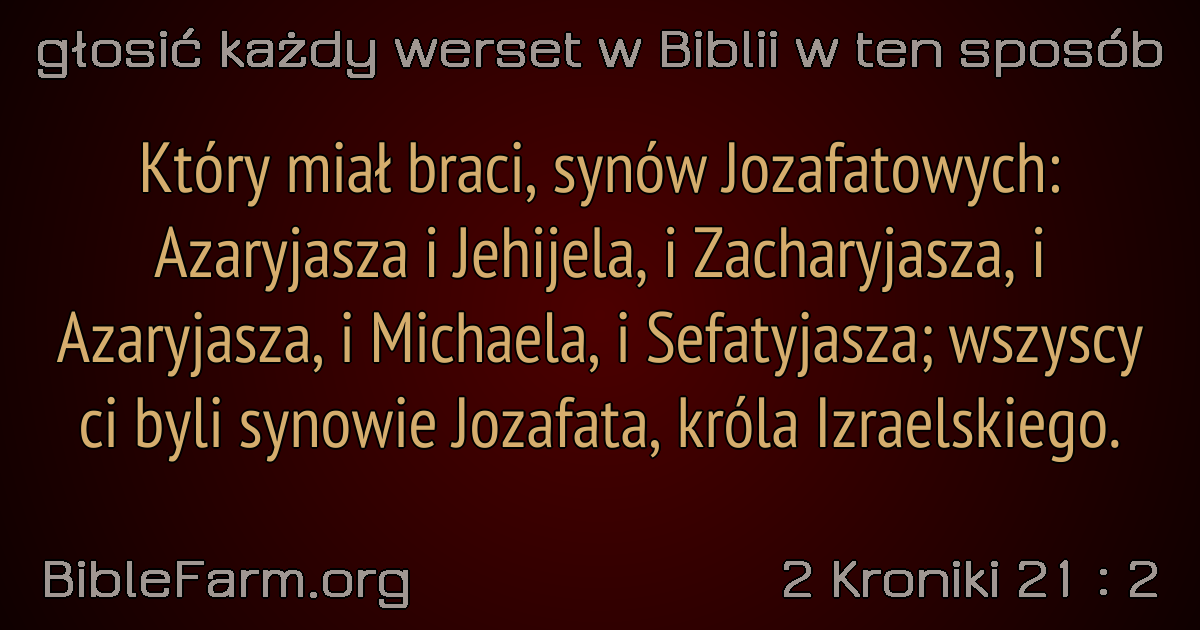 głosić każdy werset w Biblii w ten sposób
Który miał braci, synów Jozafatowych:
Azaryjasza i Jehijela, i Zacharyjasza, i
Azaryjasza, i Michaela, i Sefatyjasza; wszyscy
ci byli synowie Jozafata, króla Izraelskiego.
BibleFarm.org
2 Kroniki 21 : 2